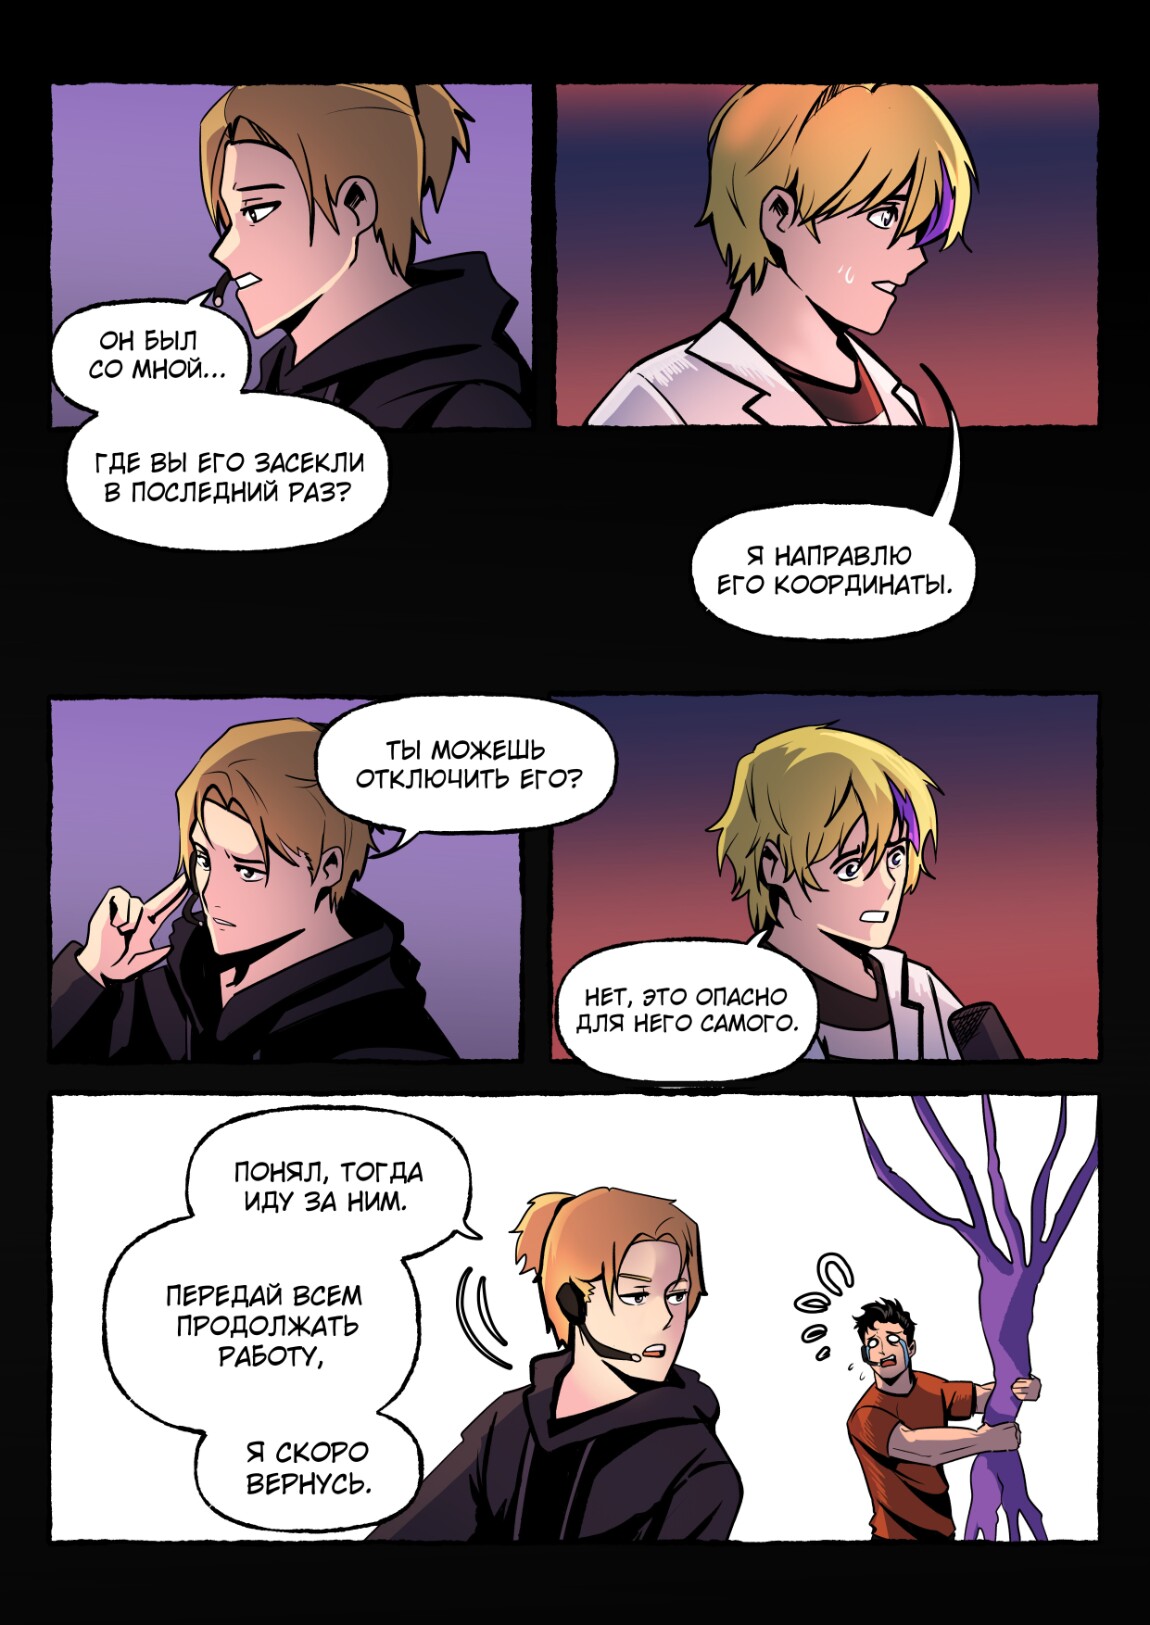 ОН БЫЛ
СО МНОЙ...
ГДЕ ВЫ ЕГО ЗАСЕКЛИ
В ПОСЛЕДНИЙ РАЗ?
Я НАПРАВЛЮ
ЕГО КООРДИНАТЫ.
ТЫ МОЖЕШЬ
ОТКЛЮЧИТЬ ЕГО?
НЕТ, ЭТО ОПАСНО
ДЛЯ НЕГО САМОГО.
ПОНЯЛ, ТОГДА
ИДУ ЗА НИМ.
ПЕРЕДАЙ ВСЕМ
ПРОДОЛЖАТЬ
РАБОТУ,
Я СКОРО
ВЕРНУСЬ.